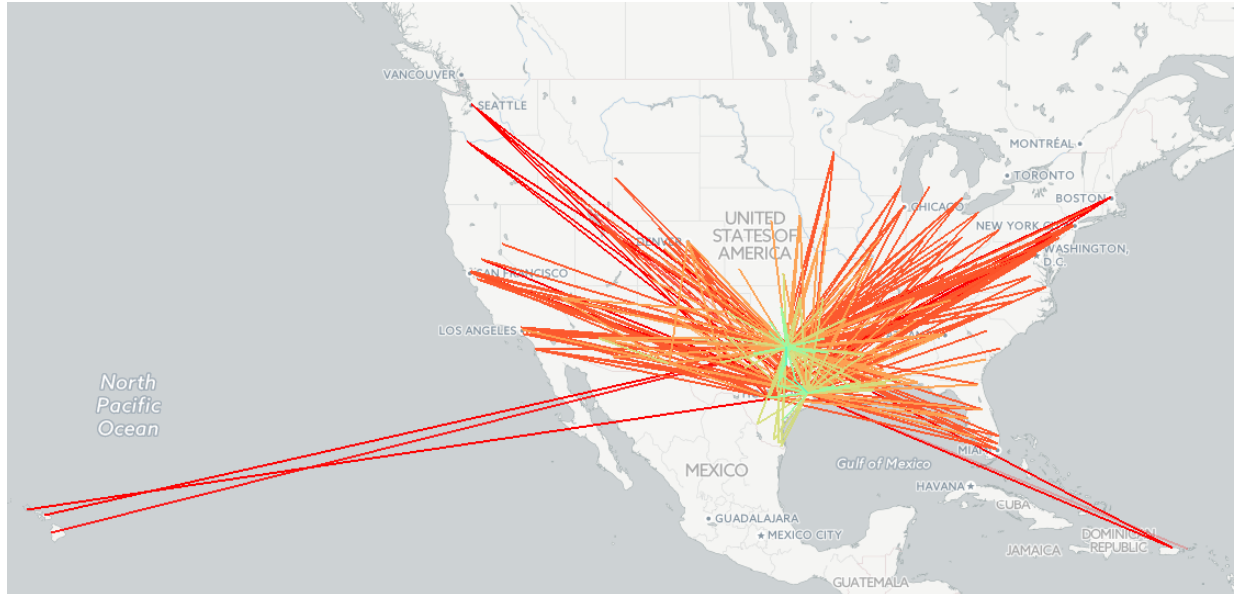 VANCOUVER
SEATTLE
MONTRÉAL
TORONTO
BOSTON
CHICAGO
UNITED
STATES OF
AMERICA
NEW YORK
DENVER
WASHINGTON,
D.C.
SAN FRANCISCO
LOS ANGELES
North
Pacific
Ocean
MIAMI
Gulf of Mexico
MEXICO
HAVANA
CUBA
GUADALAJARA
MEXICO CITY
DOMINICAN
REPUBLIC
JAMAICA
GUATEMALA